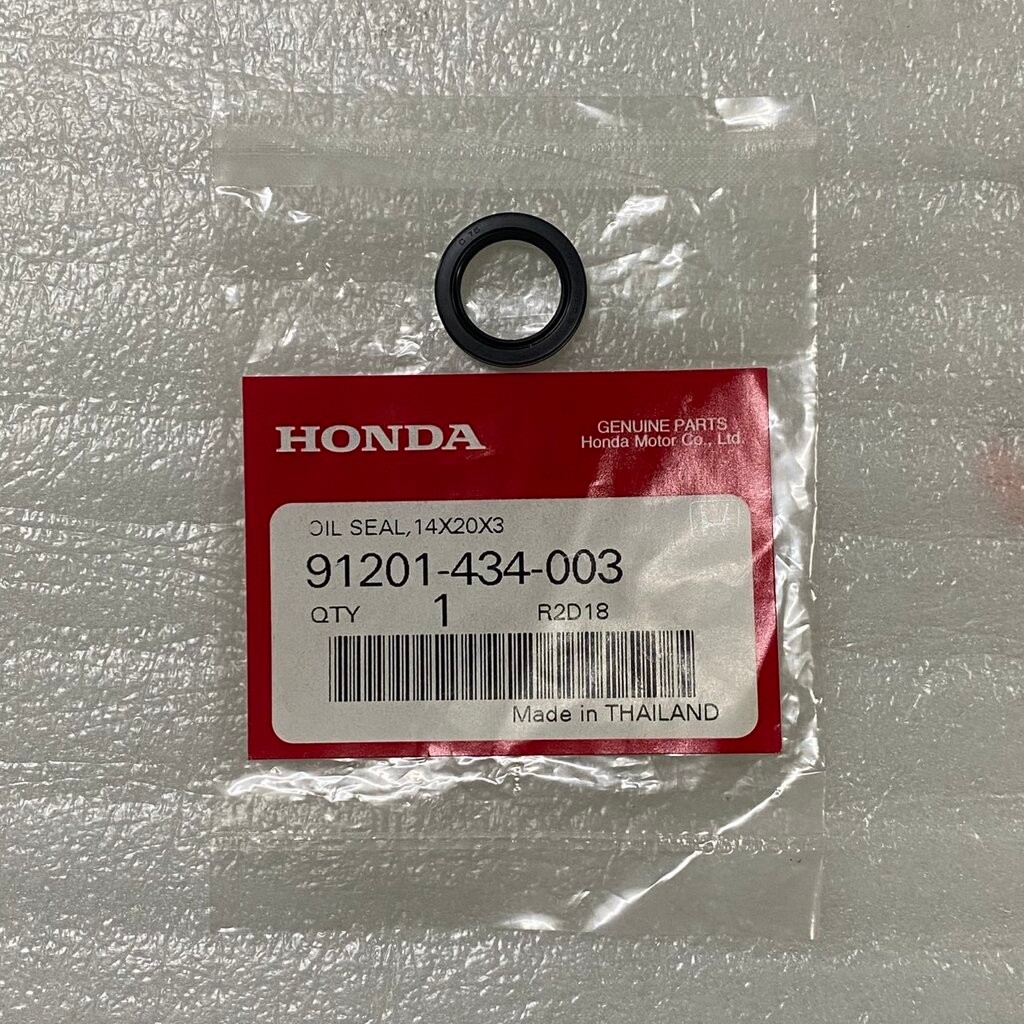 HONDA
GENUINE PARTS
Honda Motor Co., Ltd.
OIL SEAL,14X20X3
91201-434-003
QTY 1 R2D18
Made in THAILAND